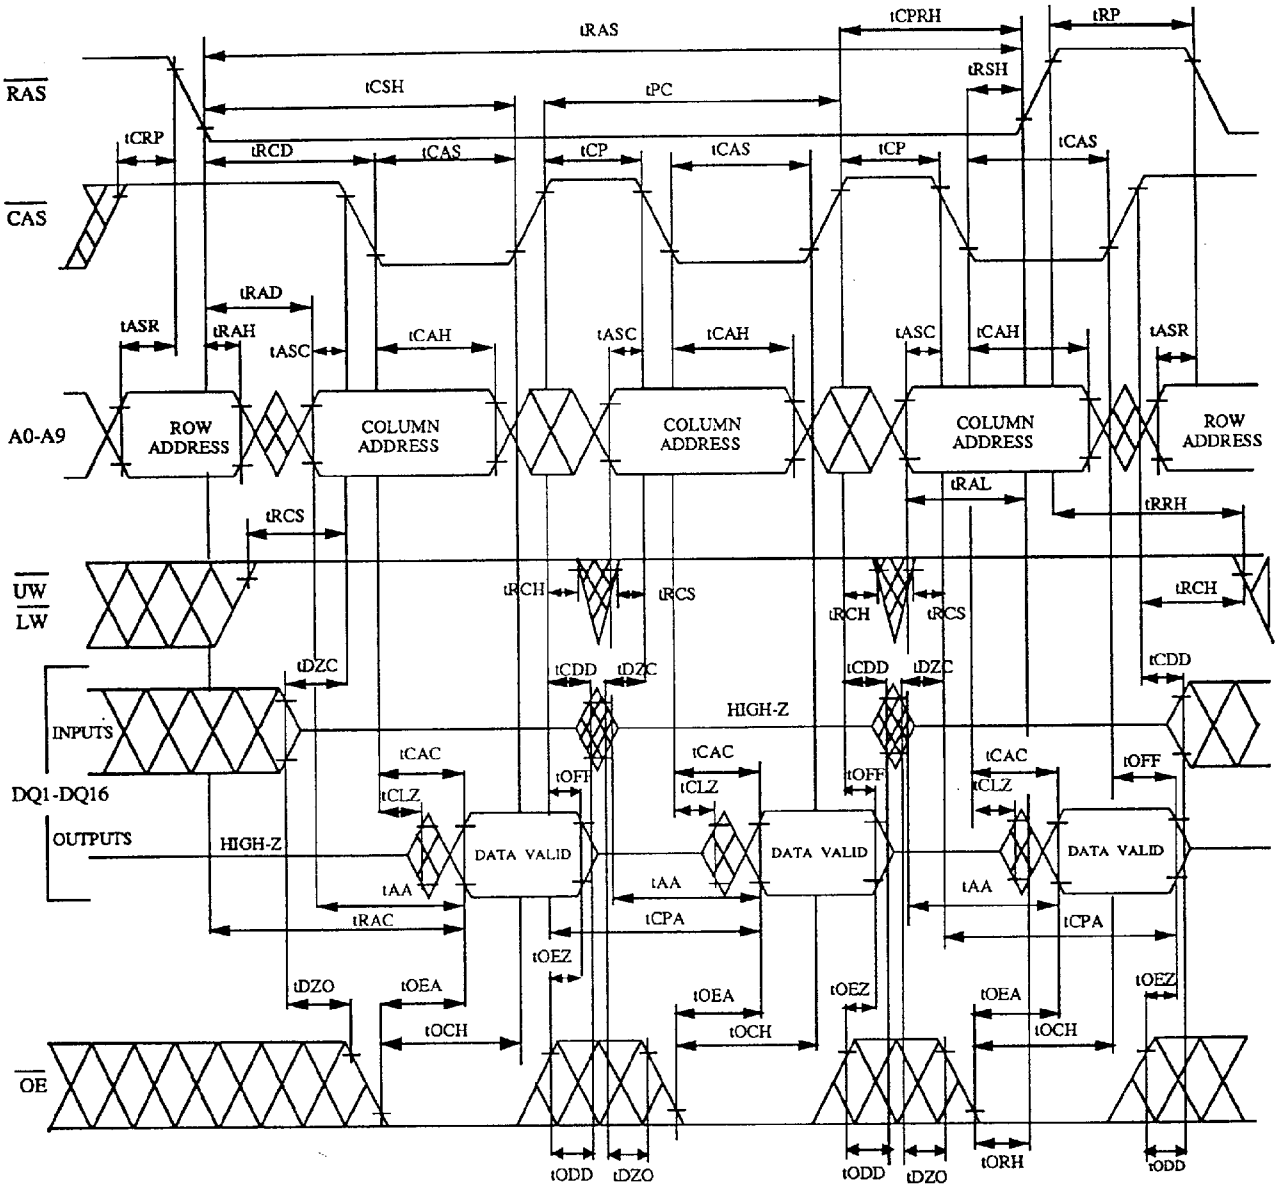 tCPRH tRP
tRAS
RAS
tCSH tPC tRSH
tCRP tRCD tCAS tCP tCAS tCP tCAS
CAS
tRAD
tASR tRAH tASC tCAH tASC tCAH tASC tCAH tASR
A0-A9
ROW ADDRESS
COLUMN ADDRESS
COLUMN ADDRESS
COLUMN ADDRESS
ROW ADDRESS
tRAL
tRCS tRRH
UW
LW
tRCH tRCS tRCH tRCS tRCH
tDZC tCDD tDZC tCDD tDZC tCDD
INPUTS HIGH-Z
tCAC tOFF tCAC tOFF tCAC tOFF
DQ1-DQ16
tCLZ tCLZ tCLZ
OUTPUTS HIGH-Z DATA VALID DATA VALID DATA VALID
tAA tAA tAA
tRAC tCPA tCPA
tOEZ
tDZO tOEA tOEA tOEZ tOEA tOEZ
tOCH tOCH tOCH
OE
tODD tDZO tODD tDZO tORH tODD